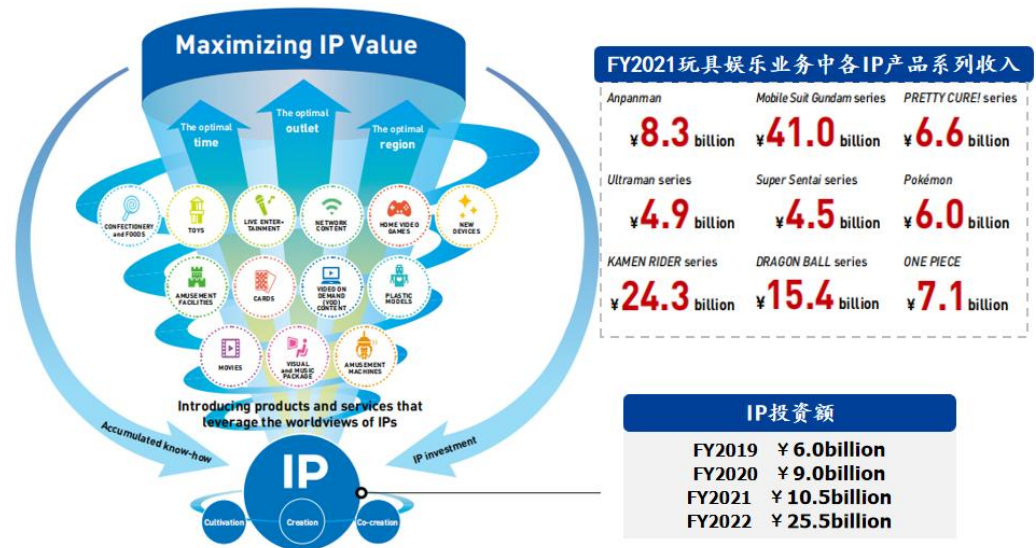 Maximizing IP Value
The optimal
time
The optimal
outlet
The optimal
region
CONFECTIONERY
and FOODS
TOYS
LIVE ENTER-
TAINMENT
NETWORK
CONTENT
HOME VIDEO
GAMES
NEW
DEVICES
AMUSEMENT
FACILITIES
CARDS
VIDEO ON
DEMAND
(VOD)
CONTENT
PLASTIC
MODELS
MOVIES
VISUAL
and MUSIC
PACKAGE
AMUSEMENT
MACHINES
Introducing products and services that
leverage the worldviews of IPs
Accumulated know-how
IP investment
IP
Cultivation
Creation
Co-creation
FY2021玩具娱乐业务中各IP产品系列收入
Anpanman
¥8.3 billion
Mobile Suit Gundam series
¥41.0 billion
PRETTY CURE! series
¥6.6 billion
Ultraman series
¥4.9 billion
Super Sentai series
¥4.5 billion
Pokémon
¥6.0 billion
KAMEN RIDER series
¥24.3 billion
DRAGON BALL series
¥15.4 billion
ONE PIECE
¥7.1 billion
IP投资额
FY2019 ¥6.0billion
FY2020 ¥9.0billion
FY2021 ¥10.5billion
FY2022 ¥25.5billion